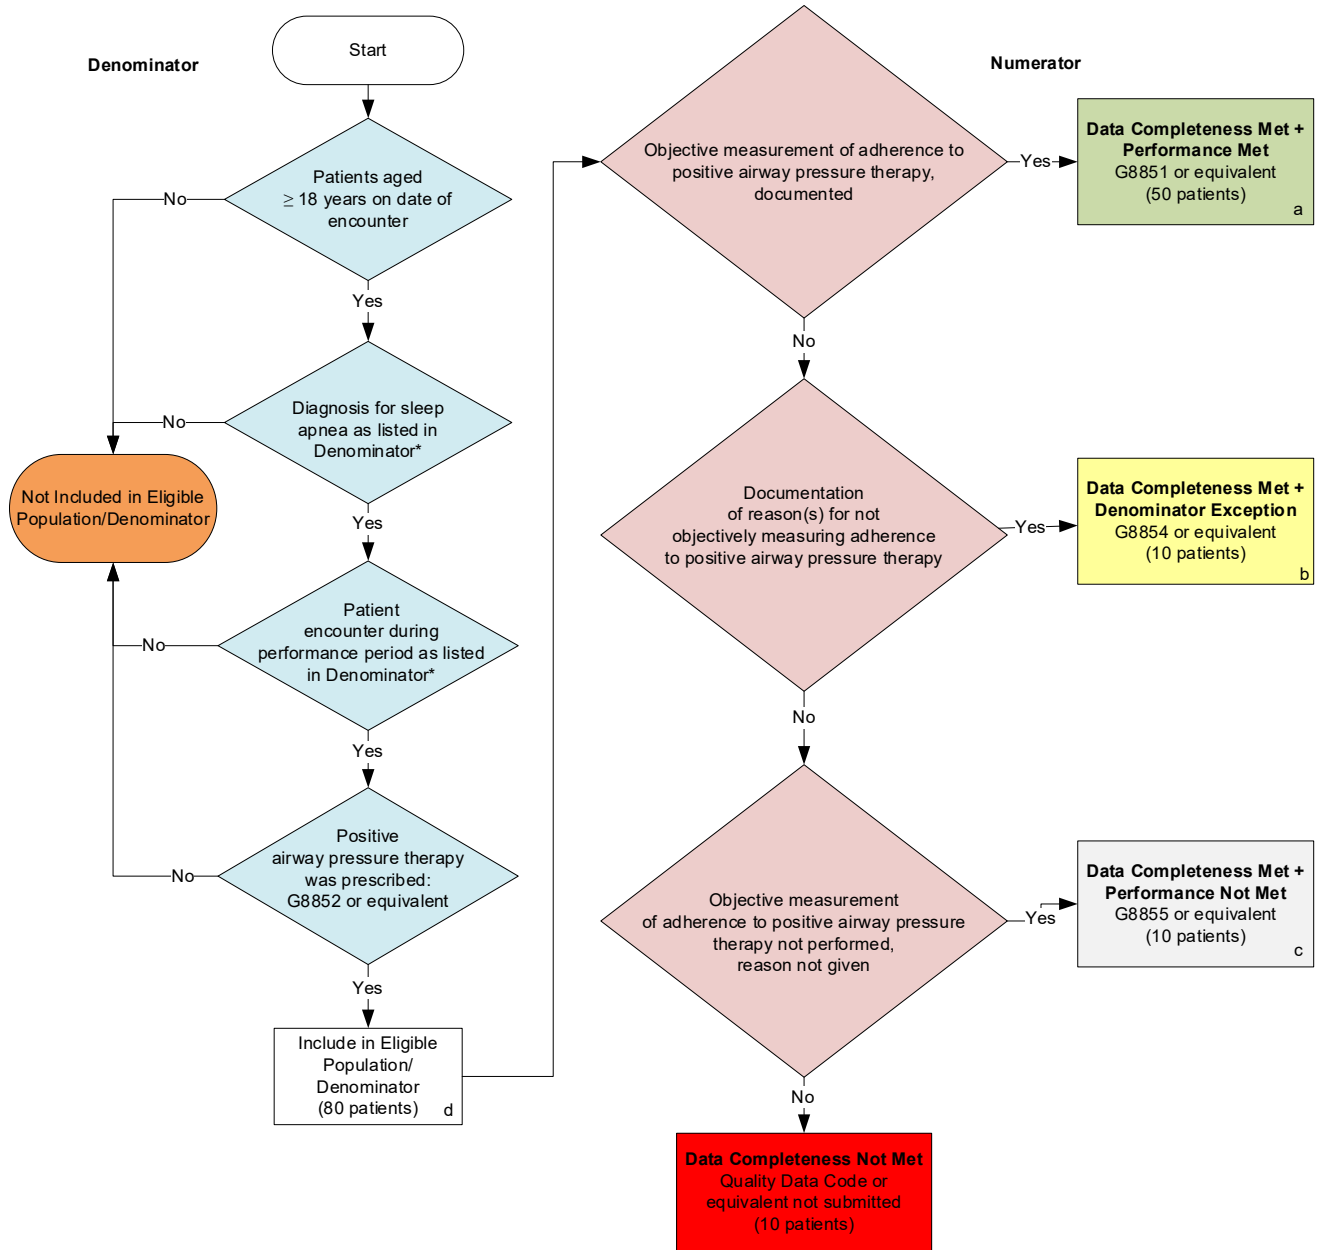 Denominator
Start
Patients aged
≥ 18 years on date of
encounter
No
Yes
Diagnosis for sleep
apnea as listed in
Denominator*
No
Not Included in Eligible
Population/Denominator
Yes
Patient
encounter during
performance period as listed
in Denominator*
No
Yes
Positive
airway pressure therapy
was prescribed:
G8852 or equivalent
No
Yes
Include in Eligible
Population/
Denominator
(80 patients)
d
Numerator
Objective measurement of adherence to
positive airway pressure therapy,
documented
Yes
Data Completeness Met +
Performance Met
G8851 or equivalent
(50 patients)
a
No
Documentation
of reason(s) for not
objectively measuring adherence
to positive airway pressure therapy
Yes
Data Completeness Met +
Denominator Exception
G8854 or equivalent
(10 patients)
b
No
Objective measurement
of adherence to positive airway pressure
therapy not performed,
reason not given
Yes
Data Completeness Met +
Performance Not Met
G8855 or equivalent
(10 patients)
c
No
Data Completeness Not Met
Quality Data Code or
equivalent not submitted
(10 patients)